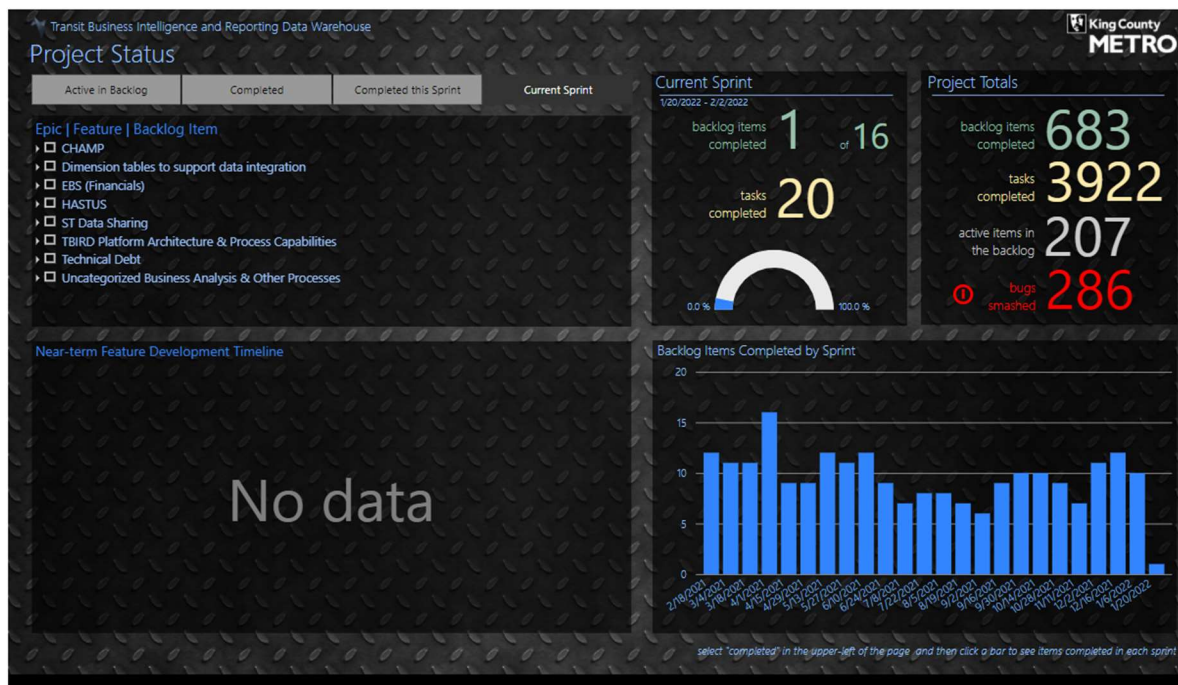 Transit Business Intelligence and Reporting Data Warehouse
Project Status
King County
METRO
Active in Backlog
Completed
Completed this Sprint
Current Sprint
Epic | Feature | Backlog Item
CHAMP
Dimension tables to support data integration
EBS (Financials)
HASTUS
ST Data Sharing
TBIRD Platform Architecture & Process Capabilities
Technical Debt
Uncategorized Business Analysis & Other Processes
Current Sprint
1/20/2022 - 2/2/2022
backlog items
completed
1 of 16
tasks
completed
20
0.0 %
100.0 %
Project Totals
backlog items
completed
683
tasks
completed
3922
active items in
the backlog
207
bugs
smashed
286
Near-term Feature Development Timeline
No data
Backlog Items Completed by Sprint
20
15
10
5
0
2/18/2021
3/4/2021
3/18/2021
4/1/2021
4/15/2021
4/29/2021
5/13/2021
5/27/2021
6/10/2021
6/24/2021
7/8/2021
7/22/2021
8/5/2021
8/19/2021
9/2/2021
9/16/2021
9/30/2021
10/14/2021
10/28/2021
11/1/2021
12/2/2021
12/16/2021
1/6/2022
1/20/2022
select "completed" in the upper-left of the page and then click a bar to see items completed in each sprint